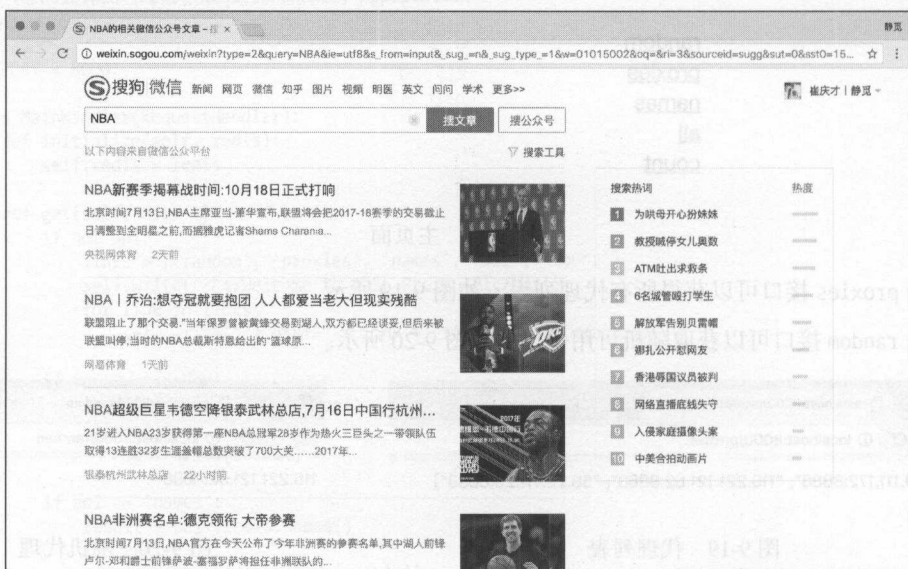 NBA的相关微信公众号文章 – 搜
静觅
weixin.sogou.com/weixin?type=2&query=NBA&ie=utf8&s_from=input&_sug_=n&_sug_type_=1&w=01015002&oq=&ri=3&sourceid=sugg&sut=0&sst0=15...
搜狗 微信 新闻 网页 微信 知乎 图片 视频 明医 英文 问问 学术 更多>>
崔庆才 | 静觅
NBA 搜文章 搜公众号
以下内容来自微信公众平台 搜索工具
NBA新赛季揭幕战时间:10月18日正式打响
北京时间7月13日,NBA主席亚当-萧华宣布,联盟将会把2017-18赛季的交易截止
日调整到全明星之前,而据雅虎记者Shams Charania...
央视网体育 2天前
NBA丨乔治:想夺冠就要抱团 人人都爱当老大但现实残酷
联盟阻止了那个交易."当年保罗曾被黄蜂交易到湖人,双方都已经谈妥,但后来被
联盟叫停,当时的NBA总裁斯特恩给出的"篮球原...
网易体育 1天前
NBA超级巨星韦德空降银泰武林总店,7月16日中国行杭州...
21岁进入NBA23岁获得第一座NBA总冠军28岁作为热火三巨头之一带领队伍
取得13连胜32岁生涯盖帽总数突破了700大关......2017年...
银泰杭州武林总店 22小时前
NBA非洲赛名单:德克领衔 大帝参赛
北京时间7月13日,NBA官方在今天公布了今年非洲赛的参赛名单,其中湖人前锋
卢尔-邓和爵士前锋萨波-塞福罗萨将担任非洲联队的...
搜索热词 热度
1 为哄母开心扮妹妹
2 教授喊停女儿奥数
3 ATM吐出求救条
4 6名城管喊打学生
5 解放军告别贝雷帽
6 娜扎公开怼网友
7 香港辱国议员被判
8 网络直播底线失守
9 入侵家庭摄像头案
10 中美合拍动画片